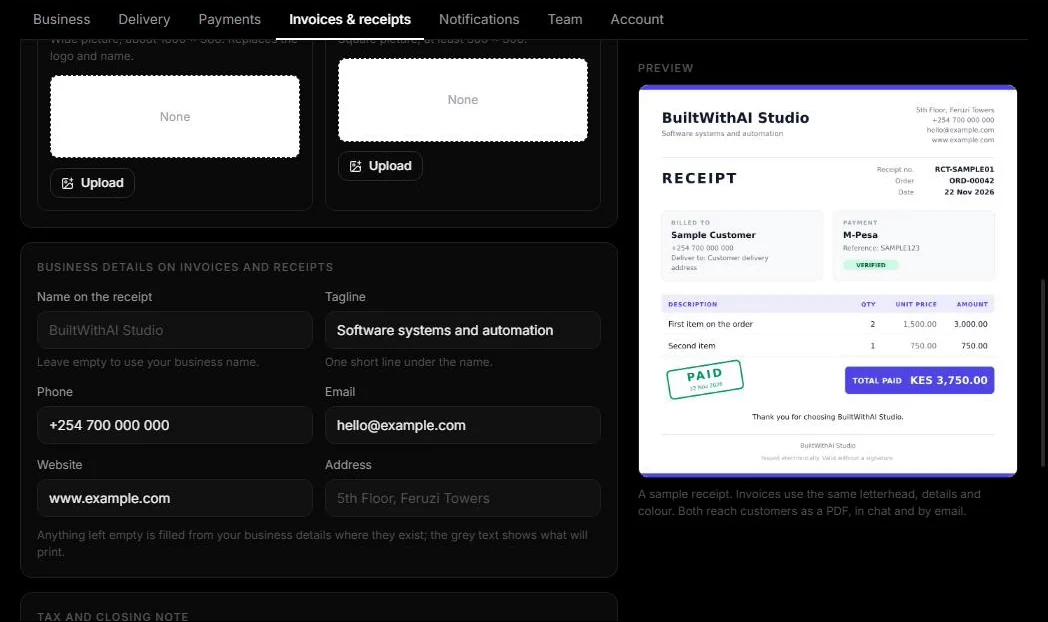 Business
Delivery
Payments
Invoices & receipts
Notifications
Team
Account
logo and name.
None
Upload
None
Upload
BUSINESS DETAILS ON INVOICES AND RECEIPTS
Name on the receipt
BuiltWithAI Studio
Leave empty to use your business name.
Tagline
Software systems and automation
One short line under the name.
Phone
+254 700 000 000
Email
hello@example.com
Website
www.example.com
Address
5th Floor, Feruzi Towers
Anything left empty is filled from your business details where they exist; the grey text shows what will
print.
TAX AND CLOSING NOTE
PREVIEW
BuiltWithAI Studio
Software systems and automation
5th Floor, Feruzi Towers
+254 700 000 000
hello@example.com
www.example.com
RECEIPT
Receipt no. RCT-SAMPLE01
Order ORD-00042
Date 22 Nov 2026
BILLED TO
Sample Customer
+254 700 000 000
Deliver to: Customer delivery
address
PAYMENT
M-Pesa
Reference: SAMPLE123
VERIFIED
DESCRIPTION QTY UNIT PRICE AMOUNT
First item on the order 2 1,500.00 3,000.00
Second item 1 750.00 750.00
PAID
22 Nov 2026
TOTAL PAID KES 3,750.00
Thank you for choosing BuiltWithAI Studio.
BuiltWithAI Studio
Issued electronically. Valid without a signature.
A sample receipt. Invoices use the same letterhead, details and
colour. Both reach customers as a PDF, in chat and by email.